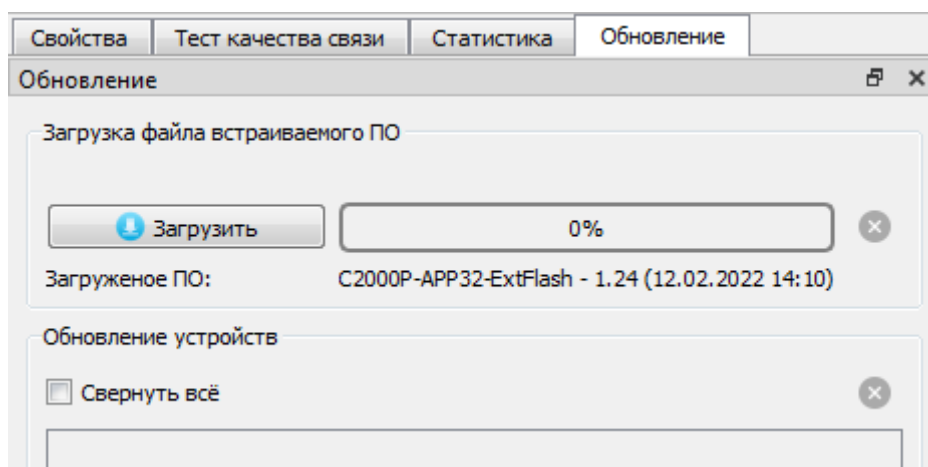 Свойства Тест качества связи Статистика Обновление
Обновление
Загрузка файла встраиваемого ПО
Загрузить 0%
Загруженое ПО: C2000P-APP32-ExtFlash - 1.24 (12.02.2022 14:10)
Обновление устройств
Свернуть всё